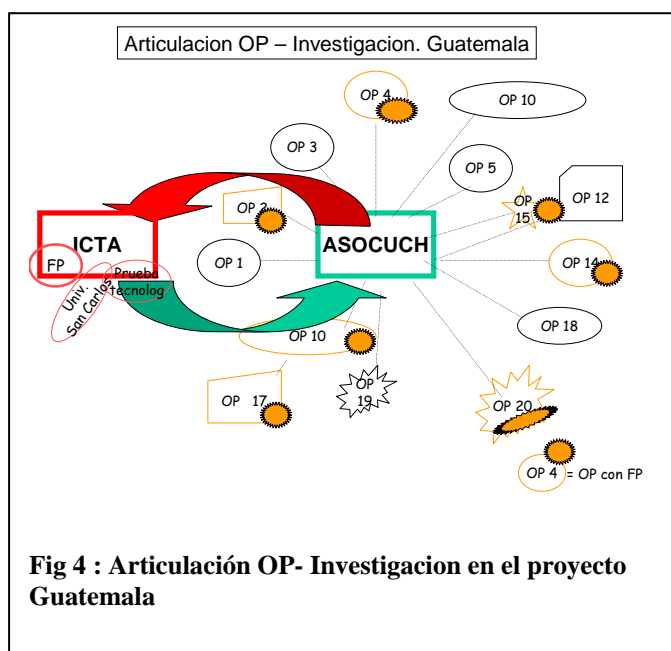 Articulacion OP – Investigacion. Guatemala
OP 4
OP 10
OP 3
OP 5
OP 12
OP
15
OP 2
ICTA
ASOCUCH
FP
Prueba
tecnolog
Univ.
San Carlos
OP 1
OP 14
OP 18
OP 10
OP 17
OP
19
OP 20
OP 4 = OP con FP
Fig 4 : Articulación OP- Investigacion en el proyecto
Guatemala